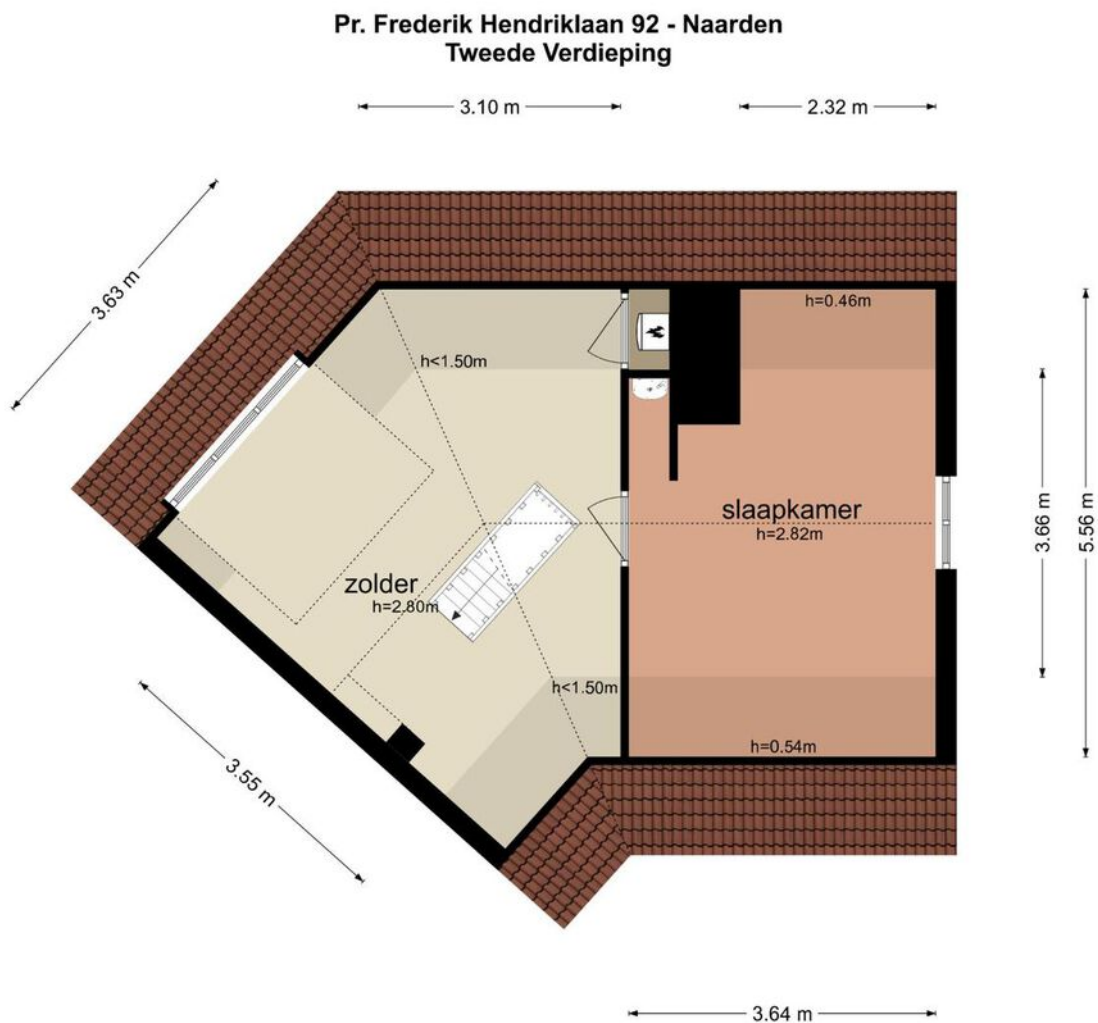 Pr. Frederik Hendriklaan 92 - Naarden
Tweede Verdieping
3.10 m
2.32 m
3.63 m
h=0.46m
h<1.50m
slaapkamer
h=2.82m
3.66 m
5.56 m
zolder
h=2.80m
h<1.50m
h=0.54m
3.55 m
3.64 m